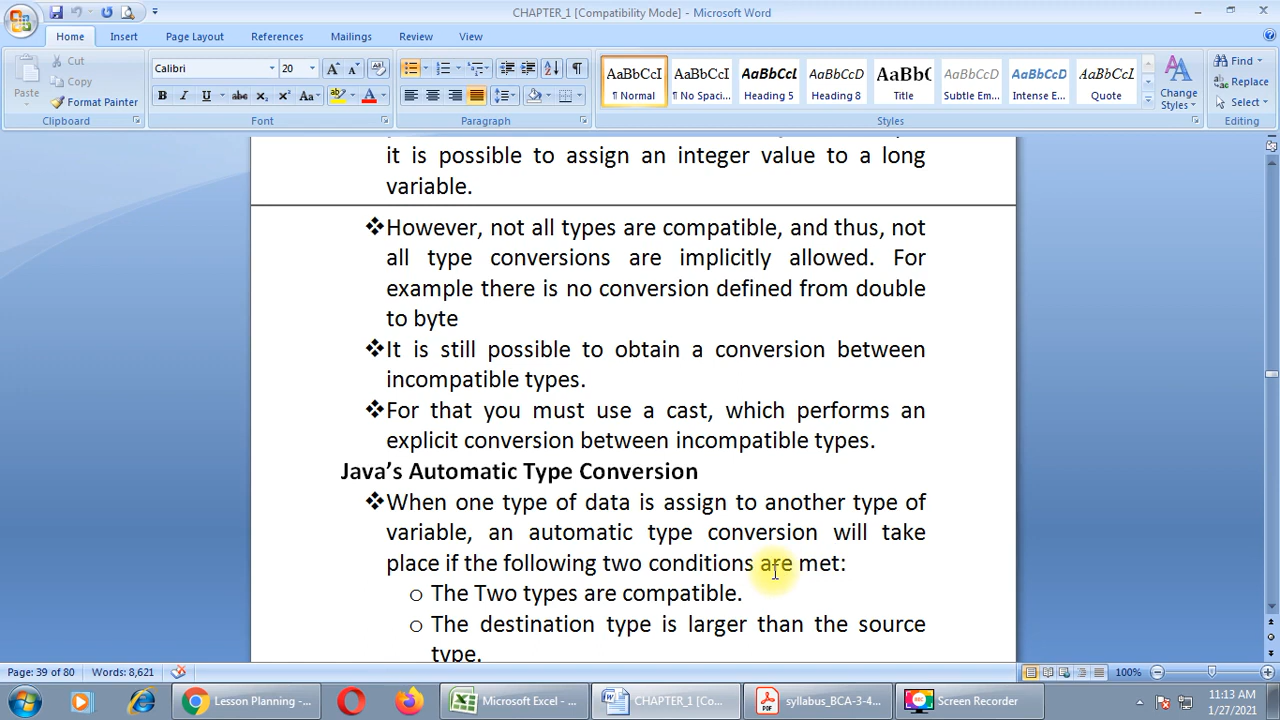 CHAPTER_1 [Compatibility Mode] - Microsoft Word
Home Insert Page Layout References Mailings Review View
Paste Cut Copy Format Painter Clipboard
Calibri 20 B I U abc Aa A Font
Paragraph
AaBbCcI AaBbCcI AaBbCcL AaBbCcD AaBbC AaBbCcD AaBbCcD AaBbCcL
¶ Normal ¶ No Spaci... Heading 5 Heading 8 Title Subtle Em... Intense E... Quote
Styles
Change Styles
Find Replace Select Editing
it is possible to assign an integer value to a long
variable.
❖However, not all types are compatible, and thus, not
all type conversions are implicitly allowed. For
example there is no conversion defined from double
to byte
❖It is still possible to obtain a conversion between
incompatible types.
❖For that you must use a cast, which performs an
explicit conversion between incompatible types.
Java’s Automatic Type Conversion
❖When one type of data is assign to another type of
variable, an automatic type conversion will take
place if the following two conditions are met:
o The Two types are compatible.
o The destination type is larger than the source
type.
Page: 39 of 80 Words: 8,621 100%
Lesson Planning -... Microsoft Excel - ... CHAPTER_1 [Co... syllabus_BCA-3-4... Screen Recorder
11:13 AM
1/27/2021